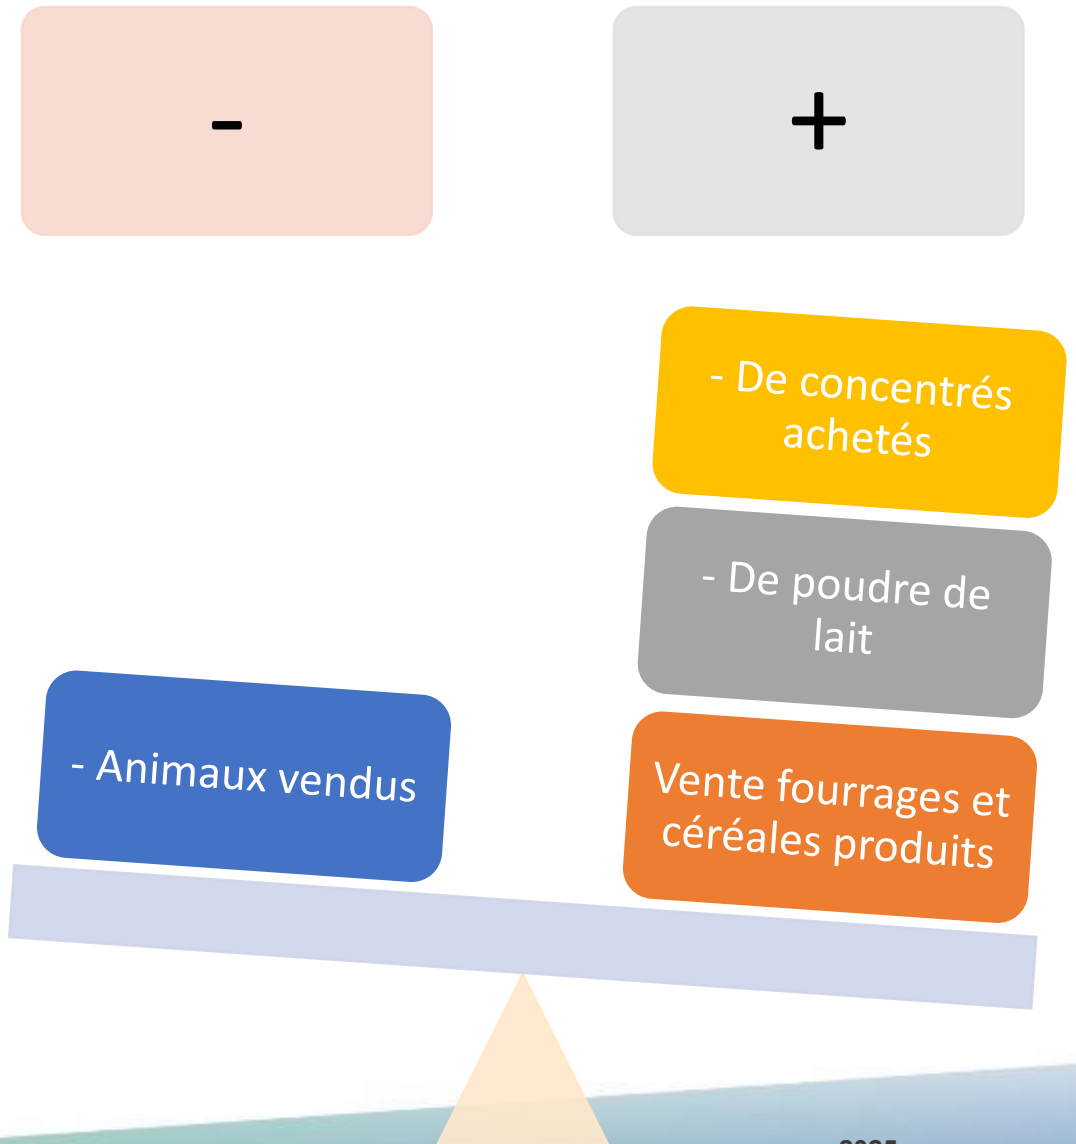 -
+
- De concentrés
achetés
- De poudre de
lait
- Animaux vendus
Vente fourrages et
céréales produits